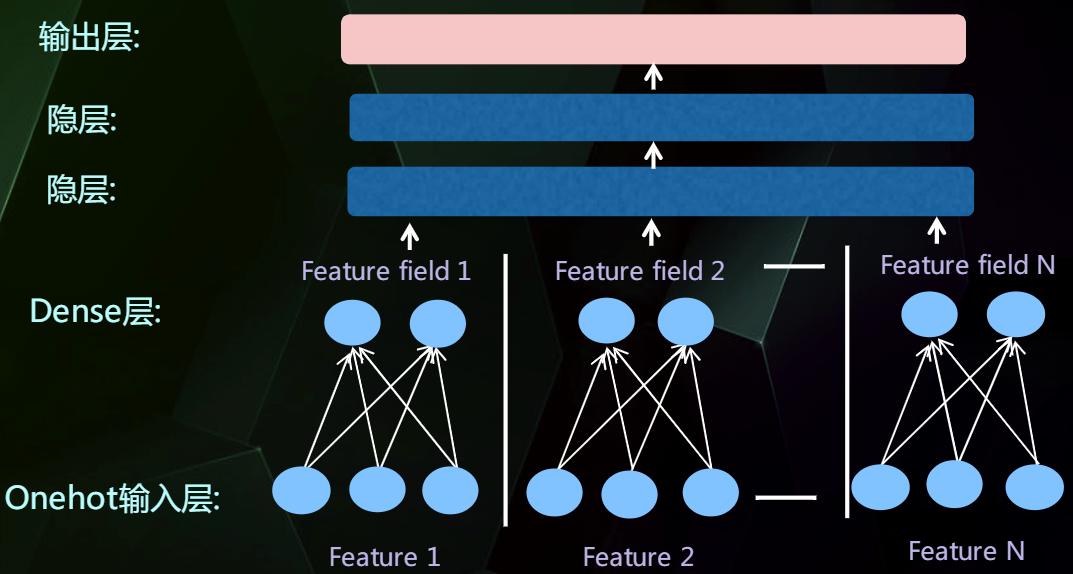 输出层:
隐层:
隐层:
Feature field 1
Feature field 2
Feature field N
Dense层:
Onehot输入层:
Feature 1
Feature 2
Feature N